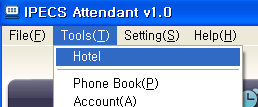 IPECS Attendant v1.0
File(F) Tools(T) Setting(S) Help(H)
Hotel
Phone Book(P)
Account(A)